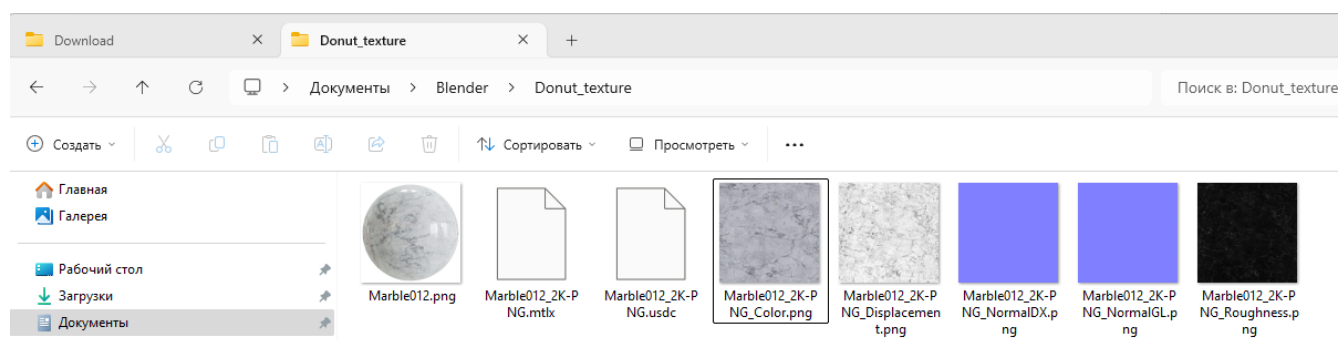 Download
Donut_texture
Документы > Blender > Donut_texture
Поиск в: Donut_texture
Создать
Сортировать
Просмотреть
Главная
Галерея
Рабочий стол
Загрузки
Документы
Marble012.png
Marble012_2K-P
NG.mtlx
Marble012_2K-P
NG.usdc
Marble012_2K-P
NG_Color.png
Marble012_2K-P
NG_Displacemen
t.png
Marble012_2K-P
NG_NormalDX.p
ng
Marble012_2K-P
NG_NormalGL.p
ng
Marble012_2K-P
NG_Roughness.p
ng